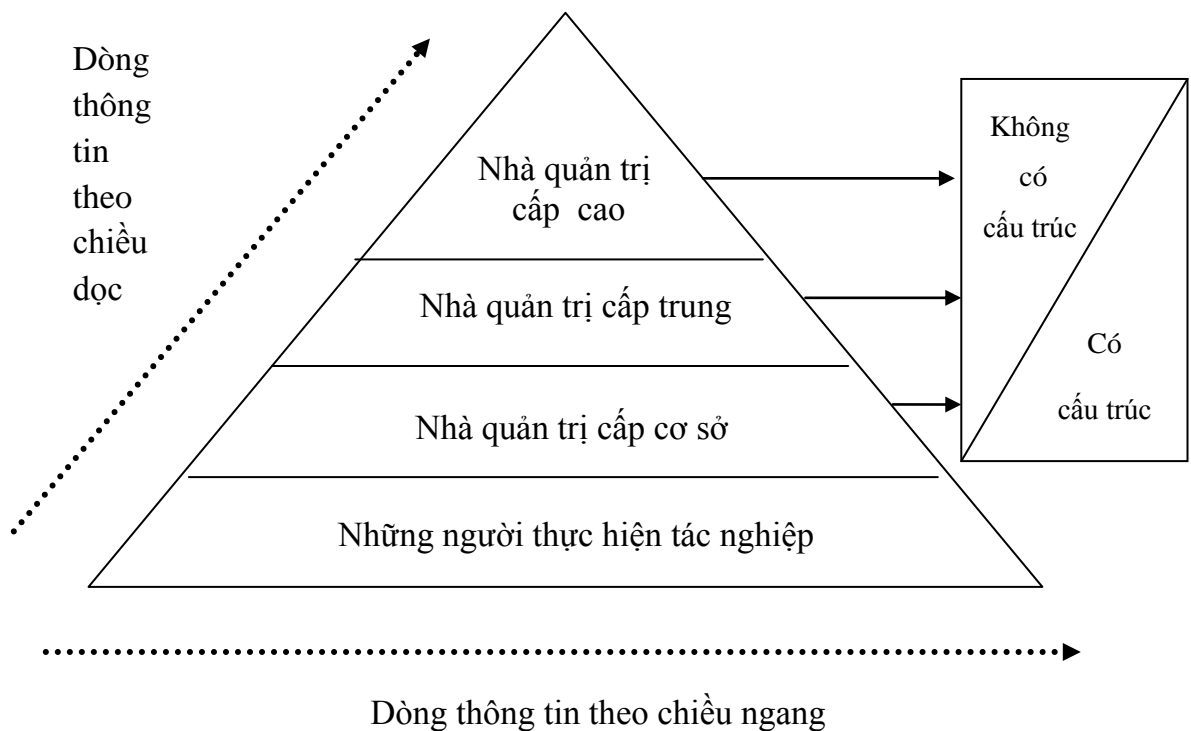 Dòng
thông
tin
theo
chiều
dọc
Nhà quản trị
cấp cao
Nhà quản trị cấp trung
Nhà quản trị cấp cơ sở
Những người thực hiện tác nghiệp
Không
có
cấu trúc
Có
cấu trúc
Dòng thông tin theo chiều ngang